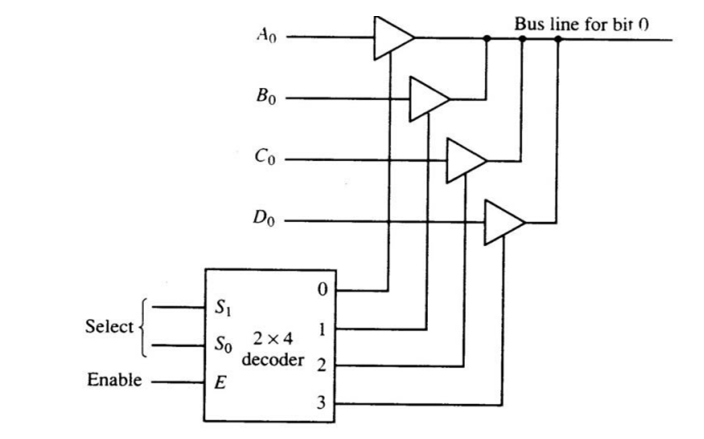 Bus line for bit 0
A0
B0
C0
D0
0
S1
1
Select
S0
2 × 4
decoder
2
Enable
E
3